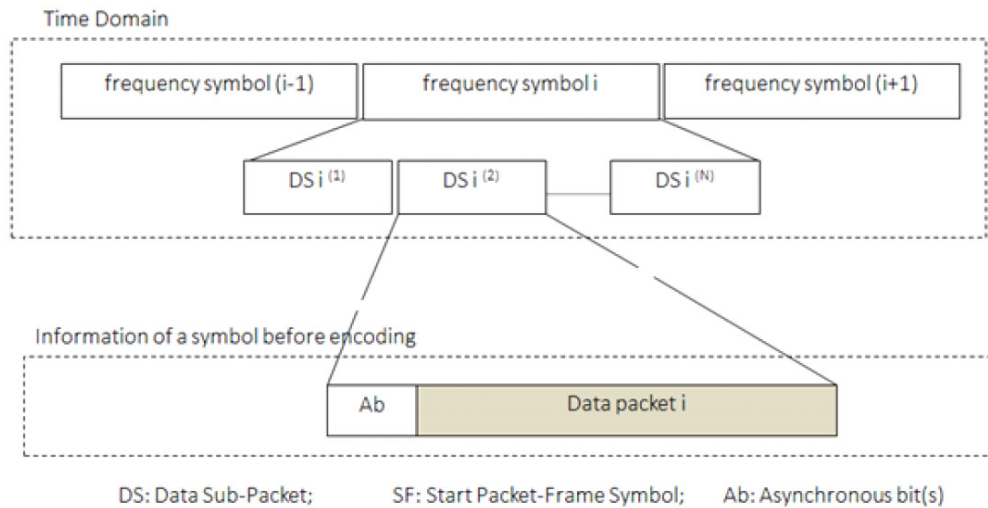 Time Domain
frequency symbol (i-1) frequency symbol i frequency symbol (i+1)
DS i (1) DS i (2) DS i (N)
Information of a symbol before encoding
Ab Data packet i
DS: Data Sub-Packet; SF: Start Packet-Frame Symbol; Ab: Asynchronous bit(s)